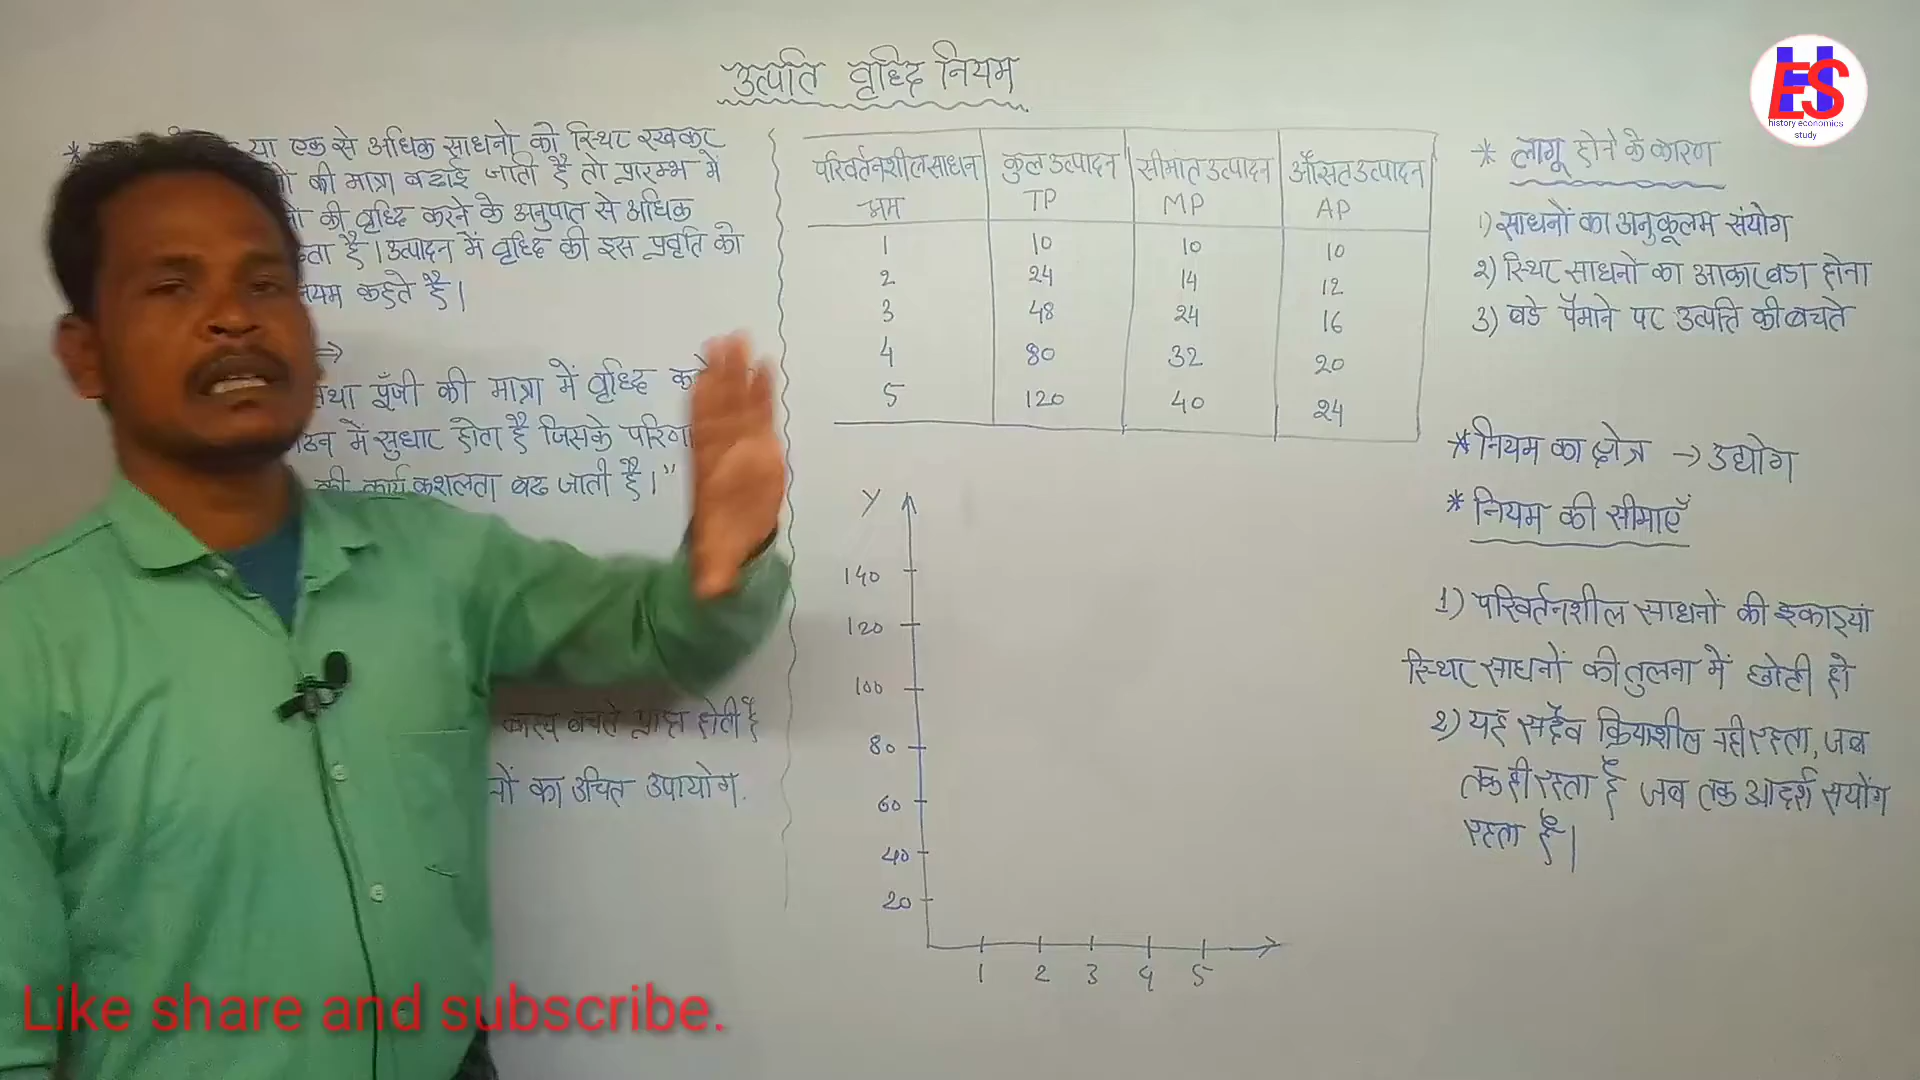 उत्पति वृध्दि नियम
या एक से अधिक साधनो को स्थिर रखकर
की मात्रा बढाई जाती है तो प्रारम्भ में
की वृध्दि करने के अनुपात से अधिक
है। उत्पादन में वृध्दि की इस प्रवृति को
कहते है।
⇒
तथा पूँजी की मात्रा में वृध्दि
में सुधार होता है जिसके
की कार्य कुशलता बढ जाती है।”
बचते प्राप्त होती है
का उचित उपायोग.
परिवर्तनशील साधन कुल उत्पादन सीमांत उत्पादन औसत उत्पादन
श्रम TP MP AP
1 10 10 10
2 24 14 12
3 48 24 16
4 80 32 20
5 120 40 24
Y
140
120
100
80
60
40
20
1 2 3 4 5
* लागू होने के कारण
1) साधनों का अनुकूलम संयोग
२) स्थिर साधनों का आकार बडा होना
3) बडे पैमाने पर उत्पत्ति की बचते
* नियम का क्षेत्र → उद्योग
* नियम की सीमाएँ
1) परिवर्तनशील साधनों की इकाइयां
स्थिर साधनों की तुलना में छोटी हो
2) यह सदैव क्रियाशील नही रहता, जब
तक ही रहता है जब तक आदर्श सयोंग
रहता है।
HES
history economics
study
Like share and subscribe.